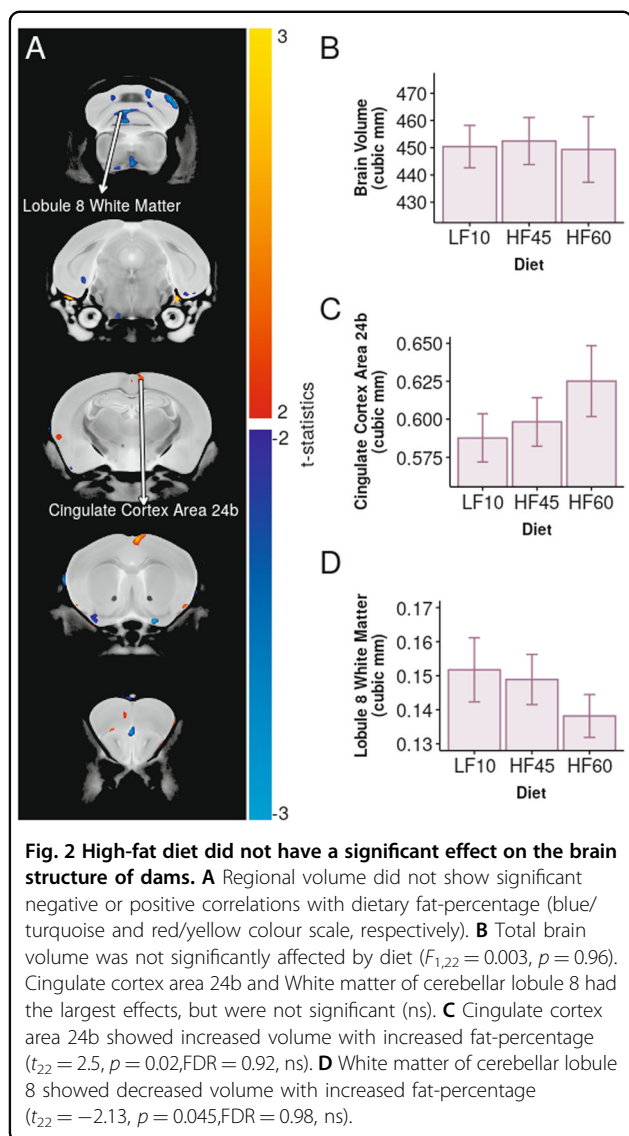 A
3
2
-2
-3
t-statistics
Lobule 8 White Matter
Cingulate Cortex Area 24b
B
Brain Volume
(cubic mm)
470
460
450
440
430
LF10 HF45 HF60
Diet
C
Cingulate Cortex Area 24b
(cubic mm)
0.650
0.625
0.600
0.575
LF10 HF45 HF60
Diet
D
Lobule 8 White Matter
(cubic mm)
0.17
0.16
0.15
0.14
0.13
LF10 HF45 HF60
Diet
Fig. 2 High-fat diet did not have a significant effect on the brain
structure of dams. A Regional volume did not show significant
negative or positive correlations with dietary fat-percentage (blue/
turquoise and red/yellow colour scale, respectively). B Total brain
volume was not significantly affected by diet (F1,22 = 0.003, p = 0.96).
Cingulate cortex area 24b and White matter of cerebellar lobule 8 had
the largest effects, but were not significant (ns). C Cingulate cortex
area 24b showed increased volume with increased fat-percentage
(t22 = 2.5, p = 0.02,FDR = 0.92, ns). D White matter of cerebellar lobule
8 showed decreased volume with increased fat-percentage
(t22 = −2.13, p = 0.045,FDR = 0.98, ns).